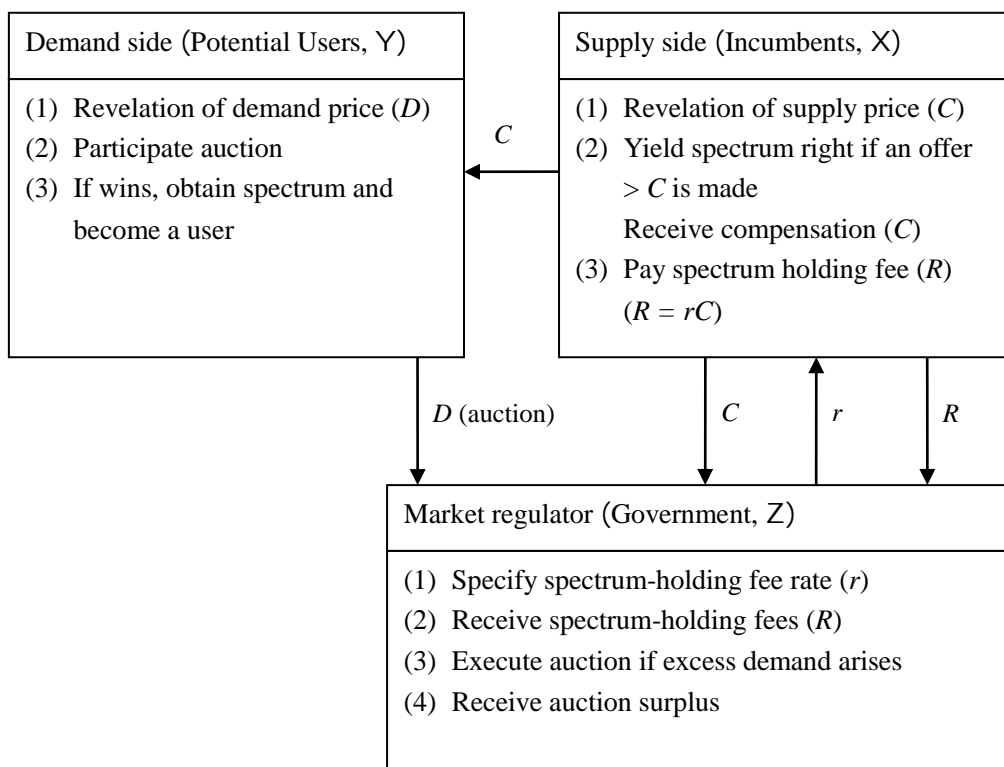 Demand side (Potential Users, Y)
(1) Revelation of demand price (D)
(2) Participate auction
(3) If wins, obtain spectrum and
become a user
C
Supply side (Incumbents, X)
(1) Revelation of supply price (C)
(2) Yield spectrum right if an offer
> C is made
Receive compensation (C)
(3) Pay spectrum holding fee (R)
(R = rC)
D (auction)
C
r
R
Market regulator (Government, Z)
(1) Specify spectrum-holding fee rate (r)
(2) Receive spectrum-holding fees (R)
(3) Execute auction if excess demand arises
(4) Receive auction surplus